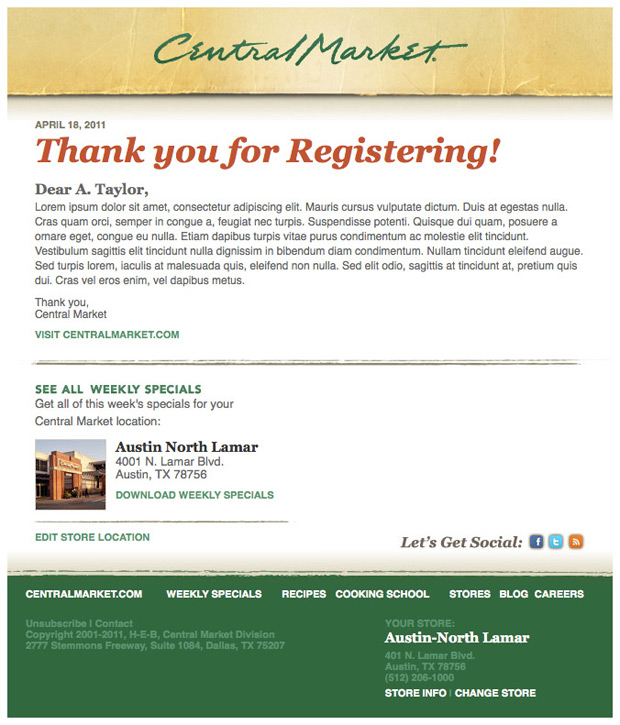 Central Market.
APRIL 18, 2011
Thank you for Registering!
Dear A. Taylor,
Lorem ipsum dolor sit amet, consectetur adipiscing elit. Mauris cursus vulputate dictum. Duis at egestas nulla.
Cras quam orci, semper in congue a, feugiat nec turpis. Suspendisse potenti. Quisque dui quam, posuere a
ornare eget, congue eu nulla. Etiam dapibus turpis vitae purus condimentum ac molestie elit tincidunt.
Vestibulum sagittis elit tincidunt nulla dignissim in bibendum diam condimentum. Nullam tincidunt eleifend augue.
Sed turpis lorem, iaculis at malesuada quis, eleifend non nulla. Sed elit odio, sagittis at tincidunt at, pretium quis
dui. Cras vel eros enim, vel dapibus metus.
Thank you,
Central Market
VISIT CENTRALMARKET.COM
SEE ALL WEEKLY SPECIALS
Get all of this week's specials for your
Central Market location:
Austin North Lamar
4001 N. Lamar Blvd.
Austin, TX 78756
DOWNLOAD WEEKLY SPECIALS
EDIT STORE LOCATION
Let's Get Social:
CENTRALMARKET.COM WEEKLY SPECIALS RECIPES COOKING SCHOOL STORES BLOG CAREERS
Unsubscribe | Contact
Copyright 2001-2011, H-E-B, Central Market Division
2777 Stemmons Freeway, Suite 1084, Dallas, TX 75207
YOUR STORE:
Austin-North Lamar
401 N. Lamar Blvd.
Austin, TX 78756
(512) 206-1000
STORE INFO | CHANGE STORE